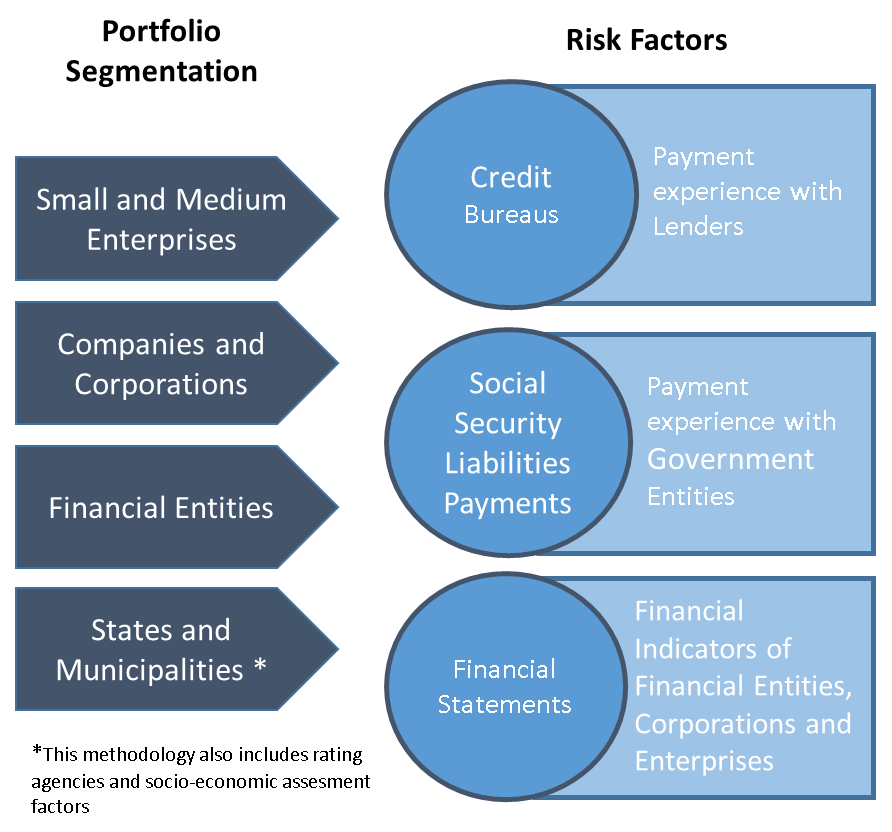 Portfolio
Segmentation
Small and Medium
Enterprises
Companies and
Corporations
Financial Entities
States and
Municipalities *
*This methodology also includes rating
agencies and socio-economic assesment
factors
Risk Factors
Credit
Bureaus
Payment
experience with
Lenders
Social
Security
Liabilities
Payments
Payment
experience with
Government
Entities
Financial
Statements
Financial
Indicators of
Financial Entities,
Corporations and
Enterprises